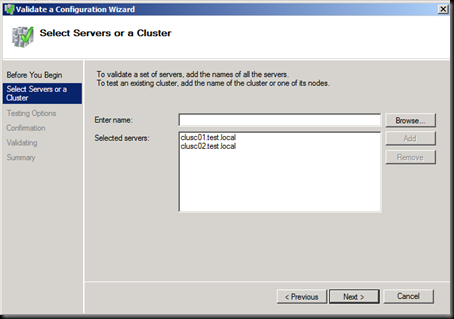 Validate a Configuration Wizard
Select Servers or a Cluster
Before You Begin
Select Servers or a
Cluster
Testing Options
Confirmation
Validating
Summary
To validate a set of servers, add the names of all the servers.
To test an existing cluster, add the name of the cluster or one of its nodes.
Enter name:
Browse...
Selected servers:
clusc01.test.local
clusc02.test.local
Add
Remove
< Previous
Next >
Cancel